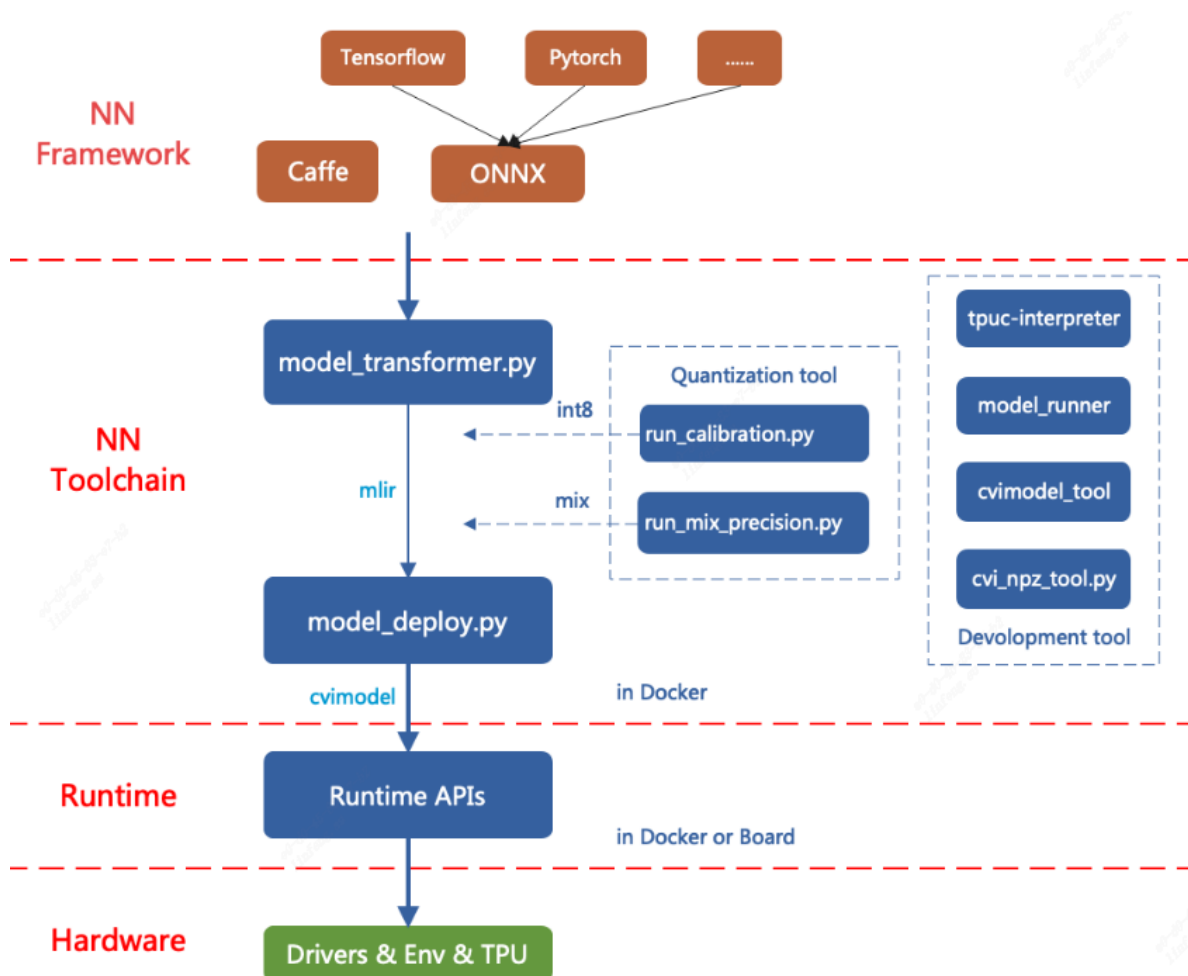 Tensorflow
Pytorch
......
NN
Framework
Caffe
ONNX
tpuc-interpreter
model_transformer.py
Quantization tool
int8
run_calibration.py
model_runner
NN
Toolchain
mlir
mix
run_mix_precision.py
cvimodel_tool
cvi_npz_tool.py
model_deploy.py
Devolopment tool
cvimodel
in Docker
Runtime
Runtime APIs
in Docker or Board
Hardware
Drivers & Env & TPU